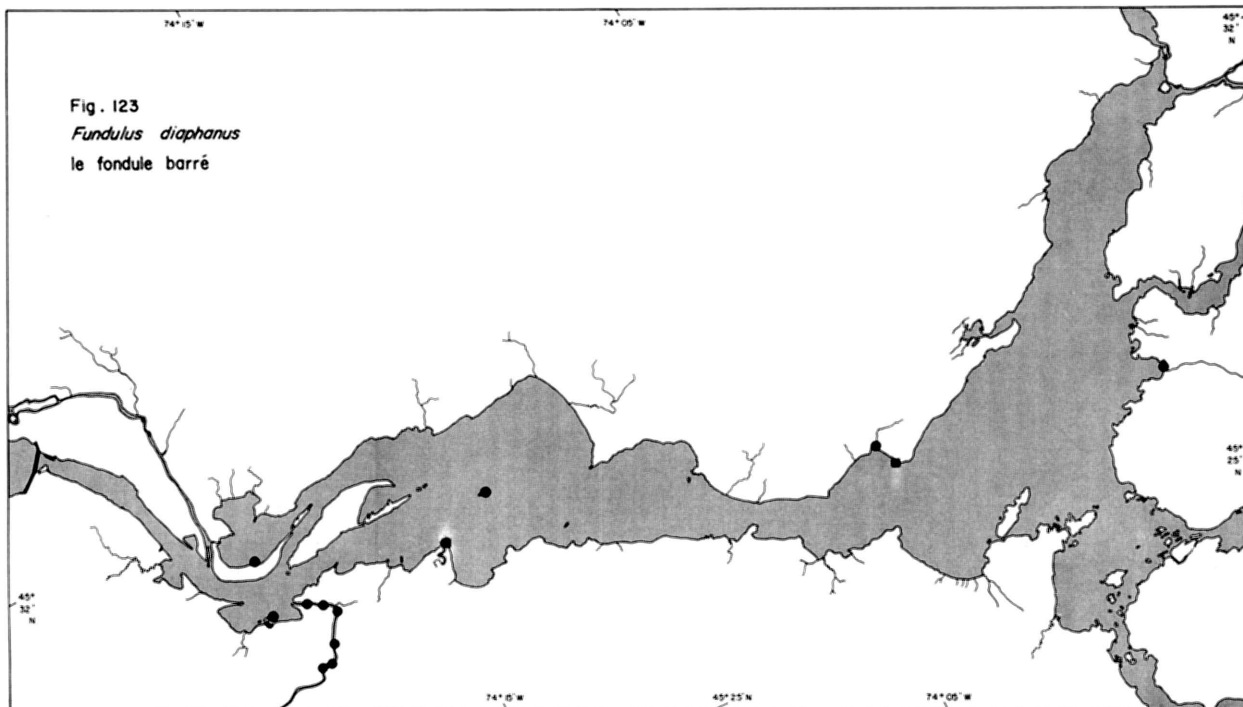 74° 15' W
74° 05' W
45°
32'
N
Fig. 123
Fundulus diaphanus
le fondule barré
45°
25'
N
45°
32'
N
74° 15' W
45° 25' N
74° 05' W